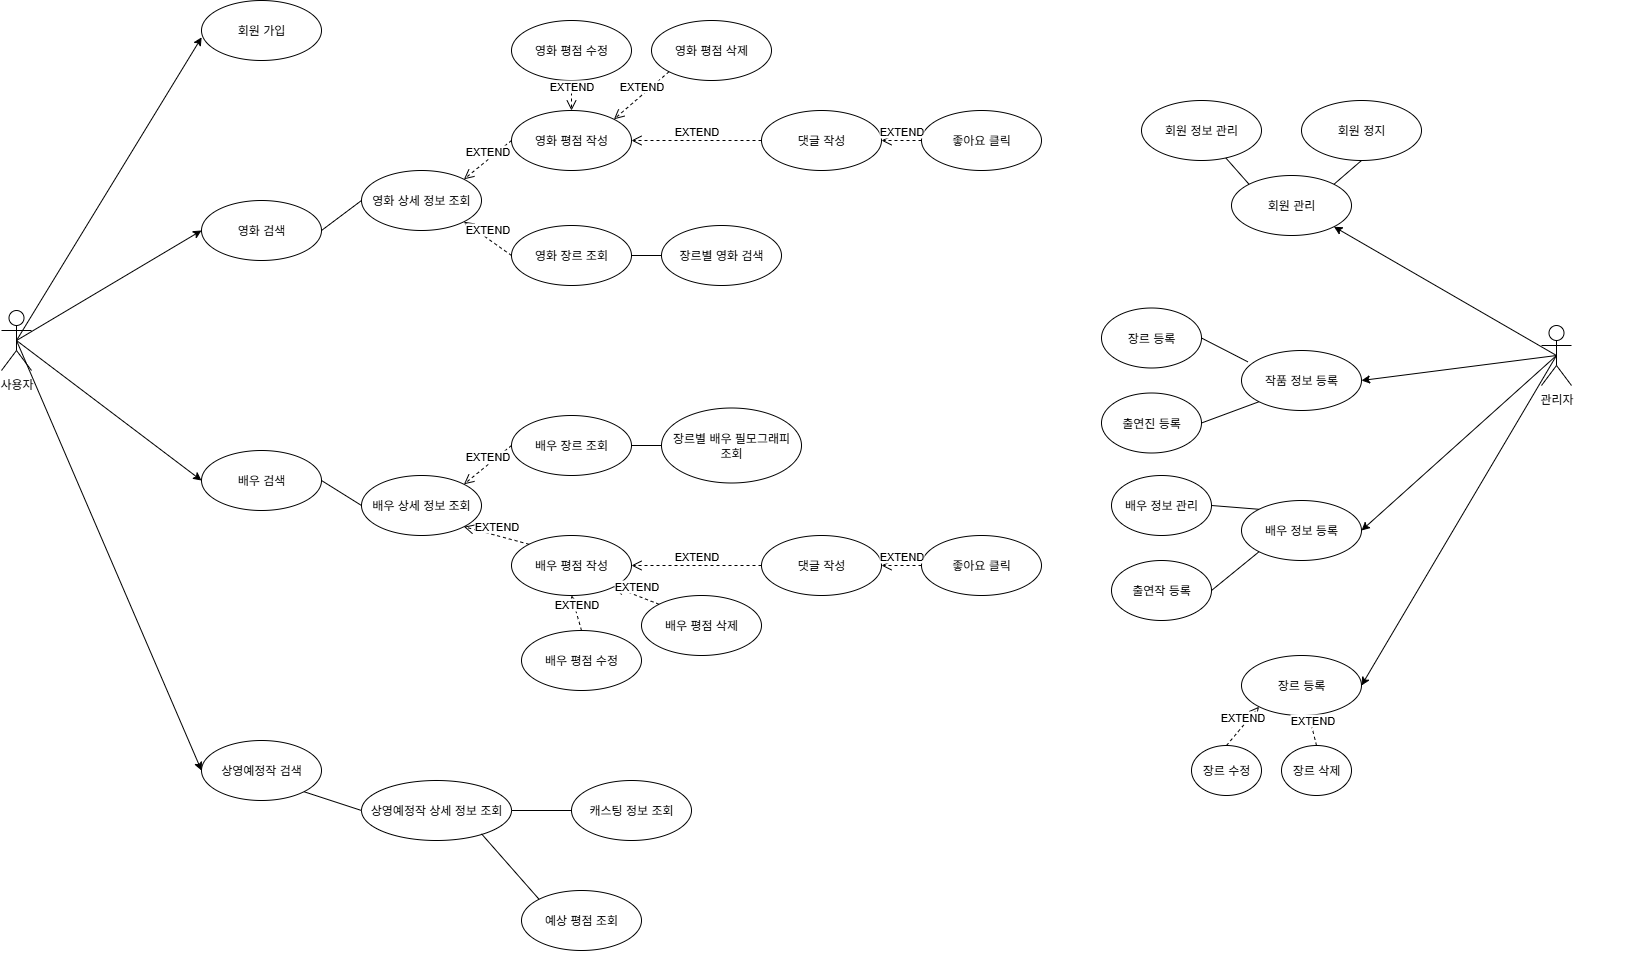 회원 가입
영화 평점 수정
영화 평점 삭제
EXTEND
EXTEND
영화 평점 작성
EXTEND
댓글 작성
EXTEND
좋아요 클릭
EXTEND
영화 상세 정보 조회
영화 검색
EXTEND
영화 장르 조회
장르별 영화 검색
사용자
배우 장르 조회
장르별 배우 필모그래피
조회
EXTEND
배우 검색
배우 상세 정보 조회
EXTEND
배우 평점 작성
EXTEND
댓글 작성
EXTEND
좋아요 클릭
EXTEND
EXTEND
배우 평점 삭제
배우 평점 수정
상영예정작 검색
상영예정작 상세 정보 조회
캐스팅 정보 조회
예상 평점 조회
회원 정보 관리
회원 정지
회원 관리
장르 등록
작품 정보 등록
관리자
출연진 등록
배우 정보 관리
배우 정보 등록
출연작 등록
장르 등록
EXTEND
EXTEND
장르 수정
장르 삭제